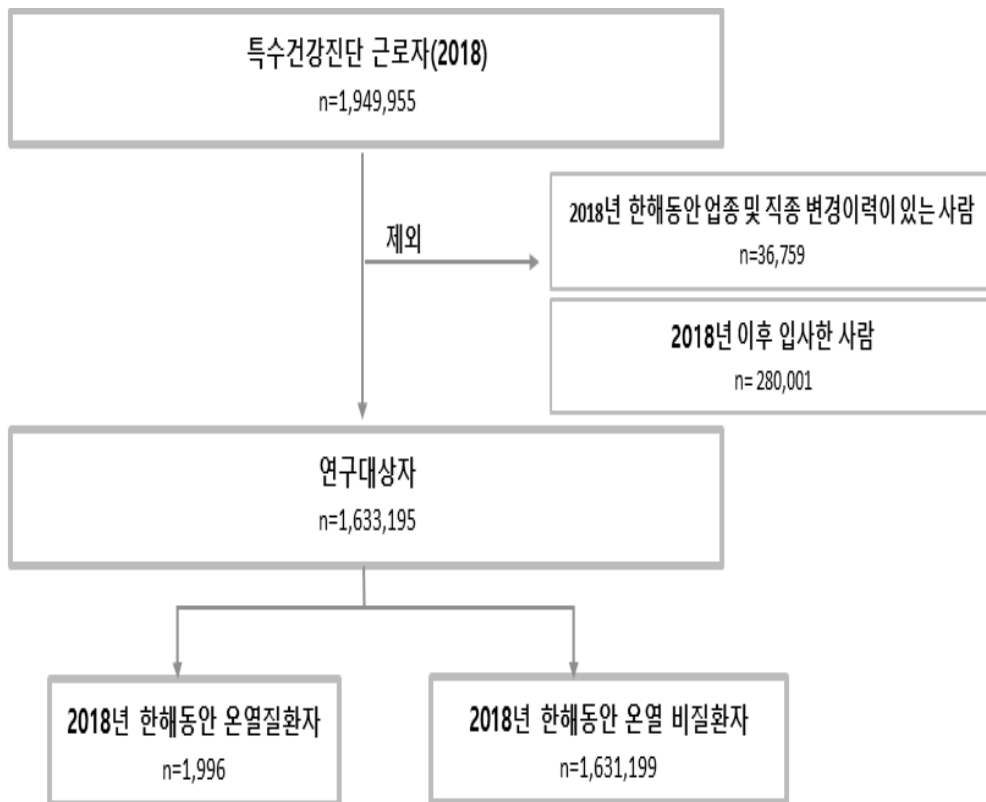 특수건강진단 근로자(2018)
n=1,949,955
제외
2018년 한해동안 업종 및 직종 변경이력이 있는 사람
n=36,759
2018년 이후 입사한 사람
n= 280,001
연구대상자
n=1,633,195
2018년 한해동안 온열질환자
n=1,996
2018년 한해동안 온열 비질환자
n=1,631,199